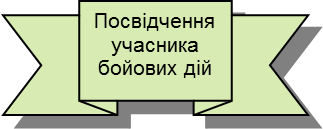 Посвідчення
учасника
бойових дій